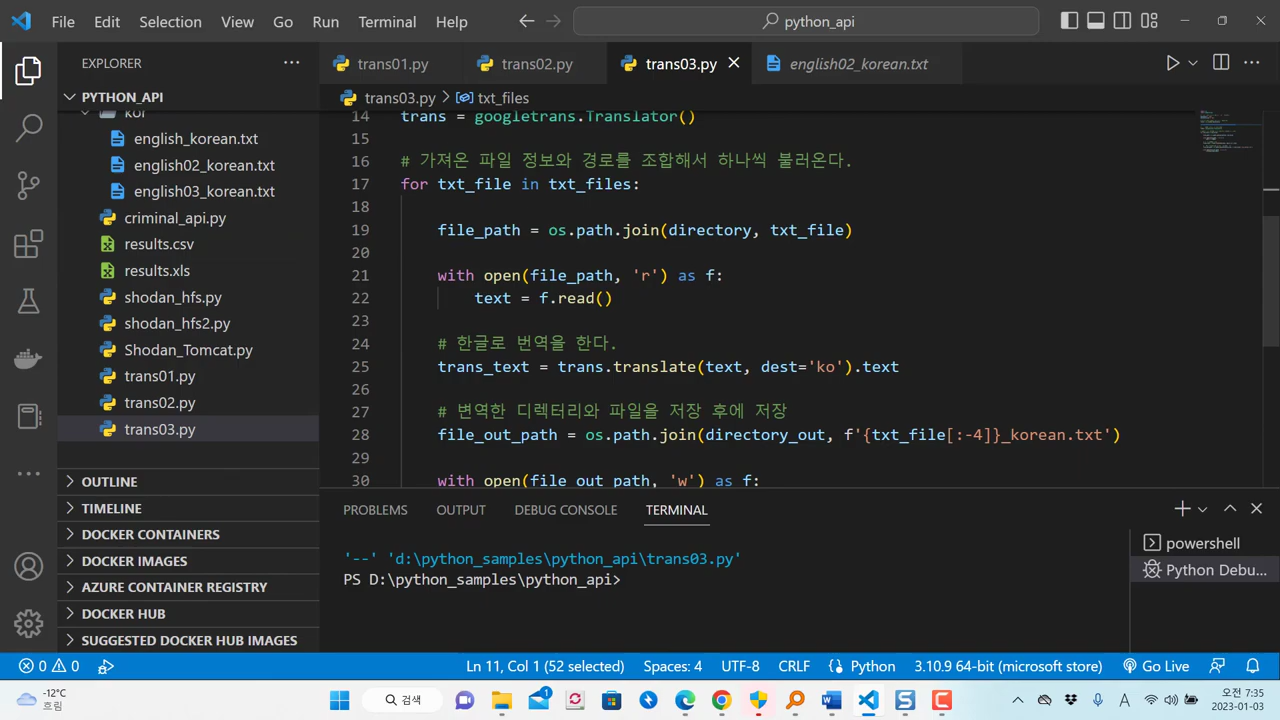 File Edit Selection View Go Run Terminal Help
python_api
EXPLORER
PYTHON_API
kor
english_korean.txt
english02_korean.txt
english03_korean.txt
criminal_api.py
results.csv
results.xls
shodan_hfs.py
shodan_hfs2.py
Shodan_Tomcat.py
trans01.py
trans02.py
trans03.py
OUTLINE
TIMELINE
DOCKER CONTAINERS
DOCKER IMAGES
AZURE CONTAINER REGISTRY
DOCKER HUB
SUGGESTED DOCKER HUB IMAGES
trans01.py trans02.py trans03.py english02_korean.txt
trans03.py > txt_files
14 trans = googletrans.Translator()
15
16 # 가져온 파일 정보와 경로를 조합해서 하나씩 불러온다.
17 for txt_file in txt_files:
18
19 file_path = os.path.join(directory, txt_file)
20
21 with open(file_path, 'r') as f:
22 text = f.read()
23
24 # 한글로 번역을 한다.
25 trans_text = trans.translate(text, dest='ko').text
26
27 # 변역한 디렉터리와 파일을 저장 후에 저장
28 file_out_path = os.path.join(directory_out, f'{txt_file[:-4]}_korean.txt')
29
30 with open(file_out_path, 'w') as f:
PROBLEMS OUTPUT DEBUG CONSOLE TERMINAL
'--' 'd:\python_samples\python_api\trans03.py'
PS D:\python_samples\python_api>
powershell
Python Debu...
0 0 Ln 11, Col 1 (52 selected) Spaces: 4 UTF-8 CRLF Python 3.10.9 64-bit (microsoft store) Go Live
-12°C
흐림
검색
1
A
오전 7:35
2023-01-03